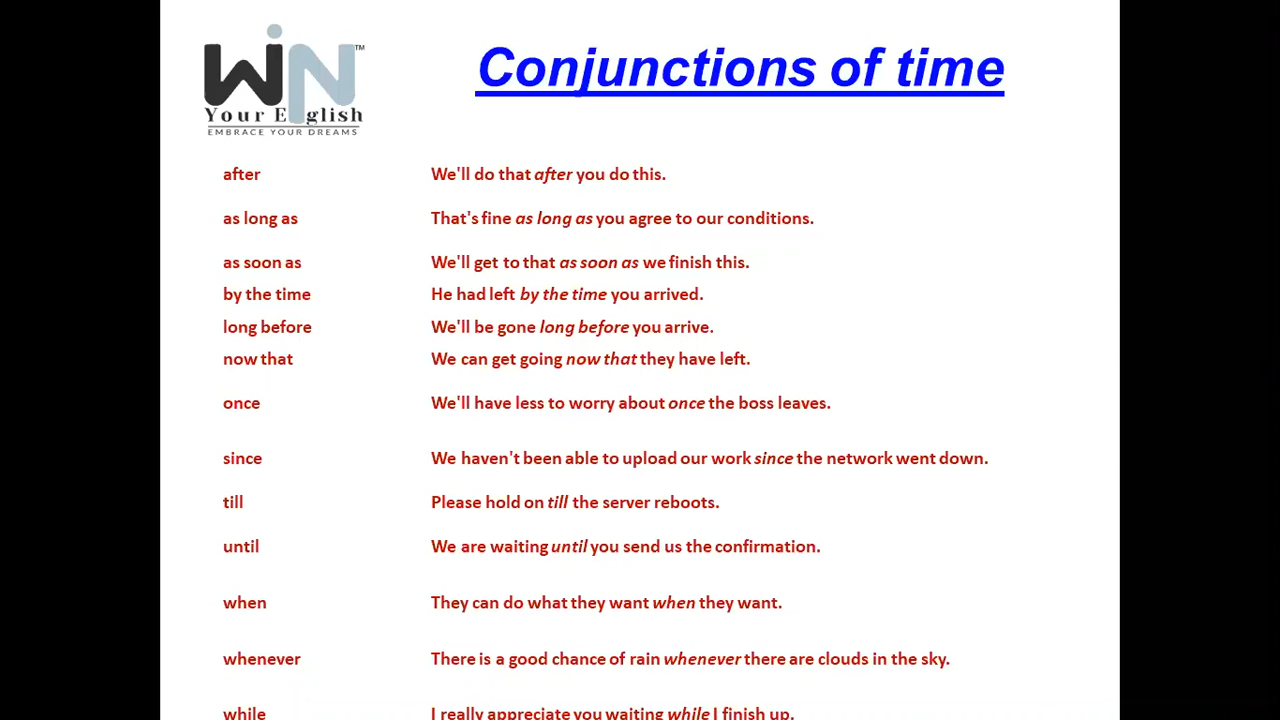 WiN™
Your English
EMBRACE YOUR DREAMS
Conjunctions of time
after We'll do that after you do this.
as long as That's fine as long as you agree to our conditions.
as soon as We'll get to that as soon as we finish this.
by the time He had left by the time you arrived.
long before We'll be gone long before you arrive.
now that We can get going now that they have left.
once We'll have less to worry about once the boss leaves.
since We haven't been able to upload our work since the network went down.
till Please hold on till the server reboots.
until We are waiting until you send us the confirmation.
when They can do what they want when they want.
whenever There is a good chance of rain whenever there are clouds in the sky.
while I really appreciate you waiting while I finish up.